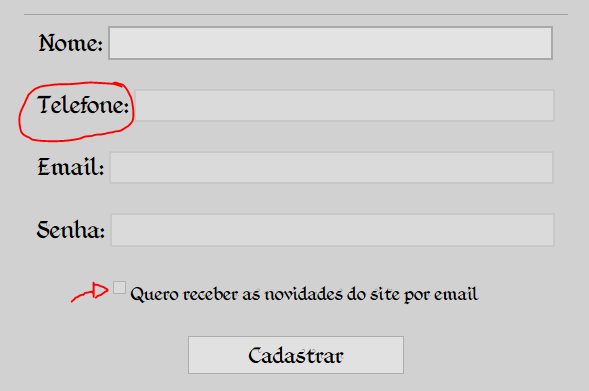 Nome:
Telefone:
Email:
Senha:
Quero receber as novidades do site por email
Cadastrar